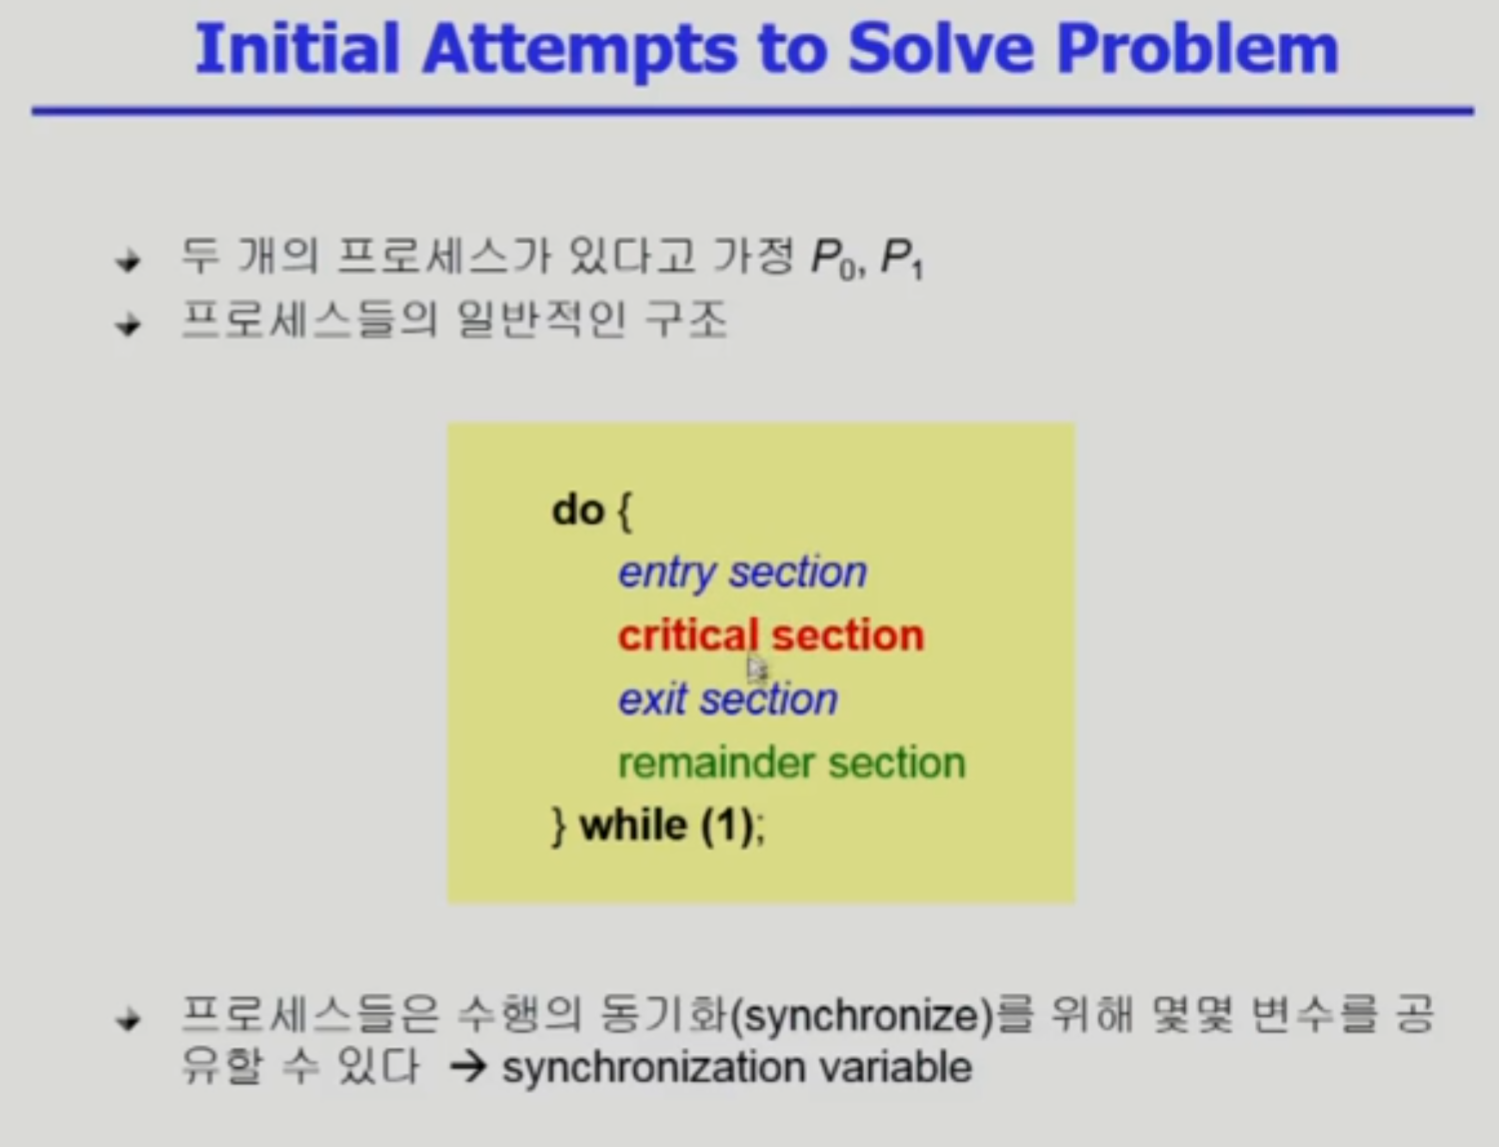 Initial Attempts to Solve Problem
두 개의 프로세스가 있다고 가정 P0, P1
프로세스들의 일반적인 구조
do {
entry section
critical section
exit section
remainder section
} while (1);
프로세스들은 수행의 동기화(synchronize)를 위해 몇몇 변수를 공
유할 수 있다 → synchronization variable